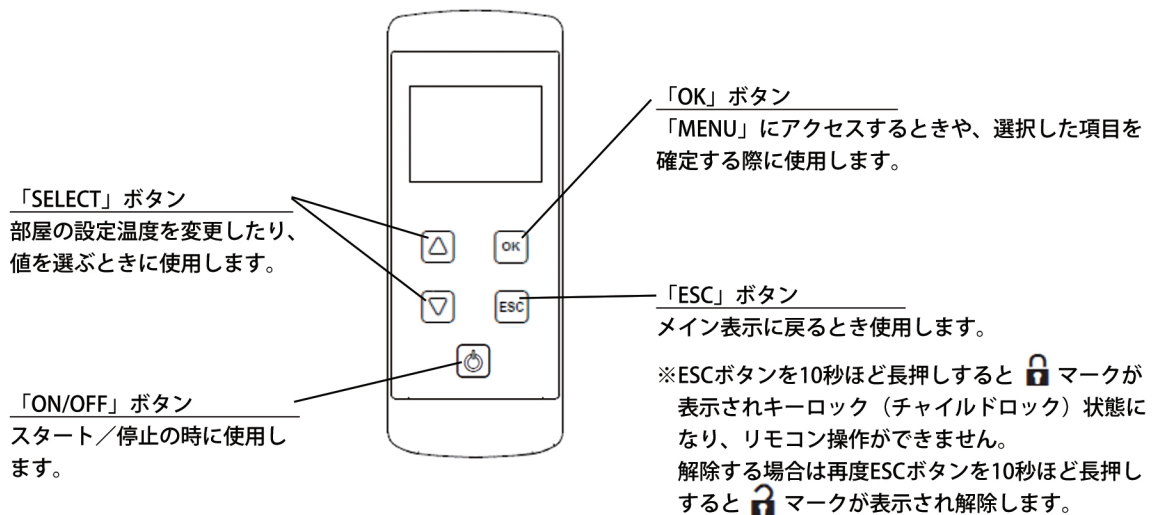 「OK」ボタン
「MENU」にアクセスするときや、選択した項目を
確定する際に使用します。
「SELECT」ボタン
部屋の設定温度を変更したり、
値を選ぶときに使用します。
OK
ESC
「ESC」ボタン
メイン表示に戻るとき使用します。
※ESCボタンを10秒ほど長押しすると マークが
表示されキーロック（チャイルドロック）状態に
なり、リモコン操作ができません。
解除する場合は再度ESCボタンを10秒ほど長押し
すると マークが表示され解除します。
「ON/OFF」ボタン
スタート／停止の時に使用し
ます。